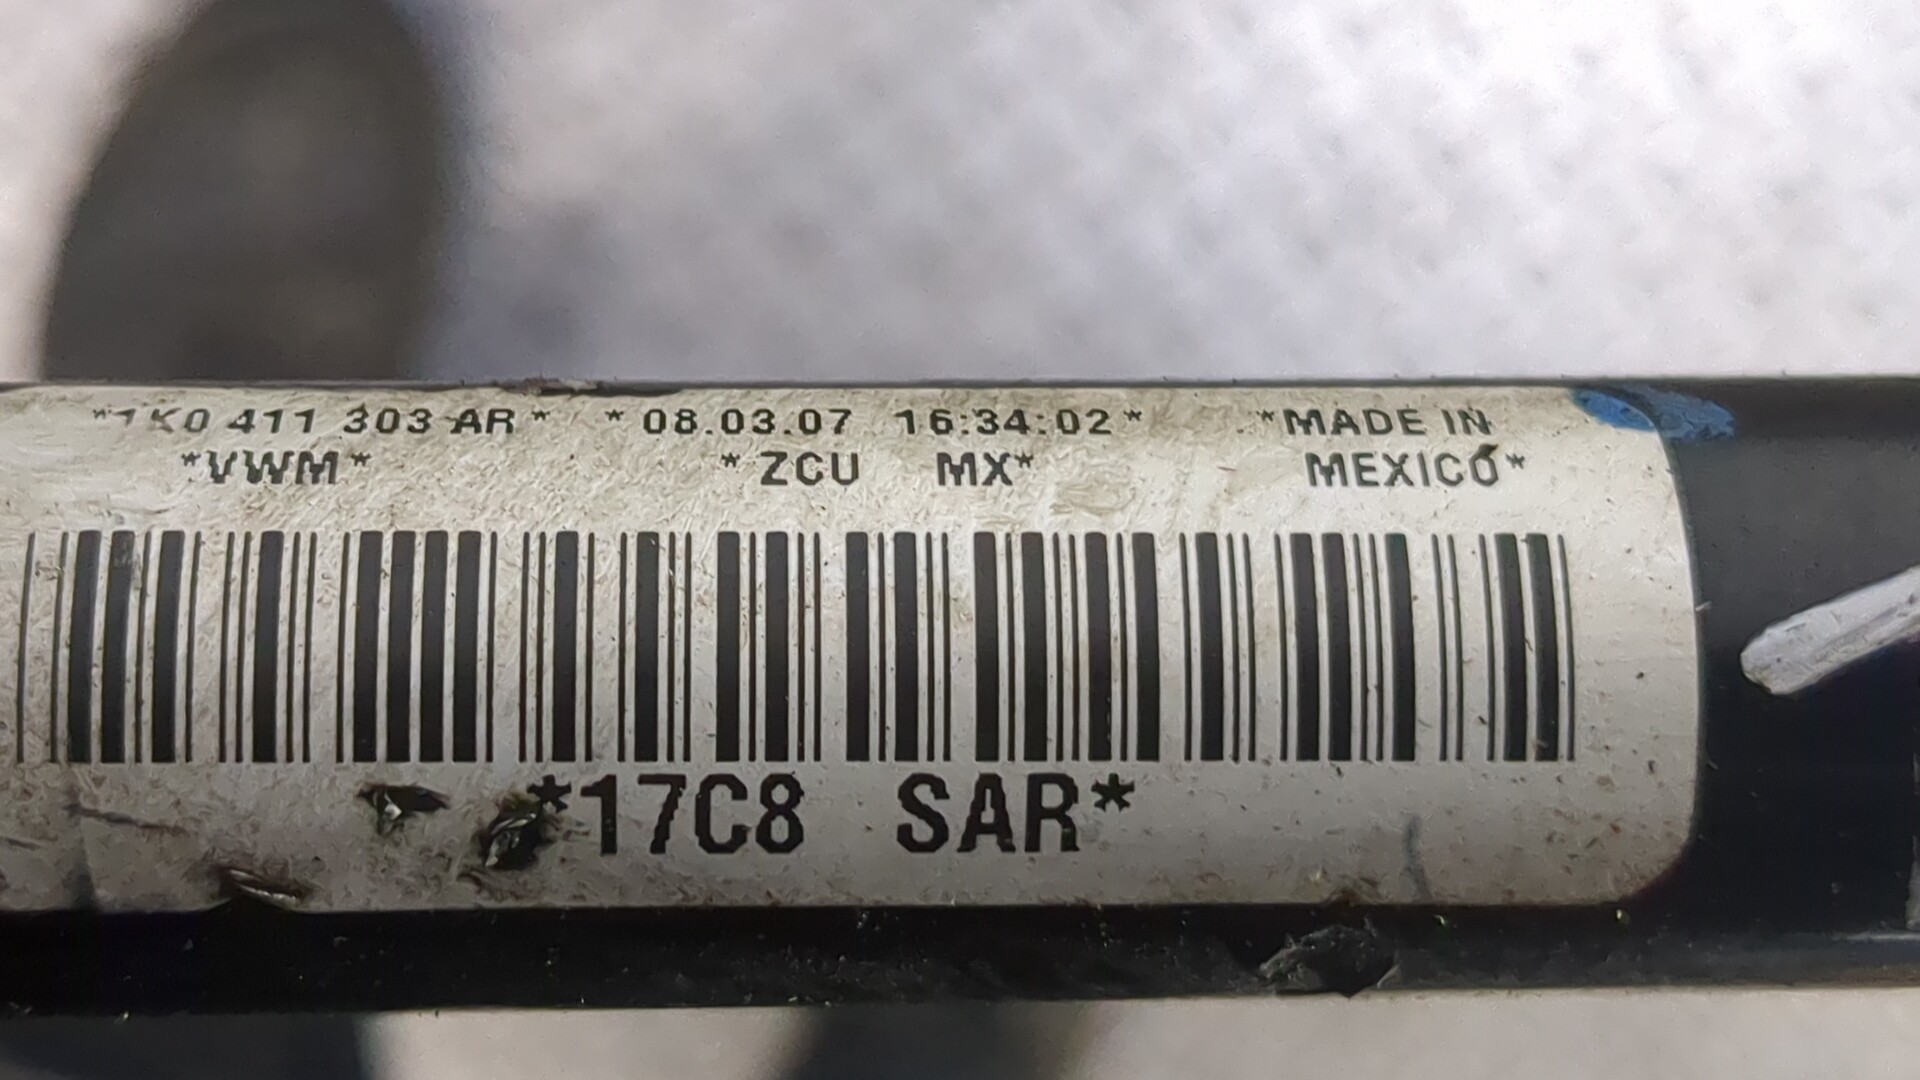 *1K0 411 303 AR* *08.03.07 16:34:02* *MADE IN
*VWM* *ZCU MX* MEXICO*
*17C8 SAR*